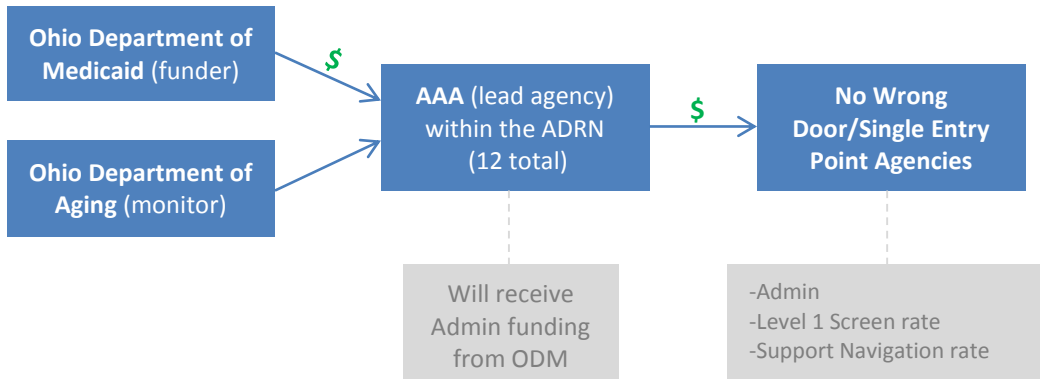 Ohio Department of
Medicaid (funder)
$
AAA (lead agency)
within the ADRN
(12 total)
$
No Wrong
Door/Single Entry
Point Agencies
Ohio Department of
Aging (monitor)
Will receive
Admin funding
from ODM
-Admin
-Level 1 Screen rate
-Support Navigation rate